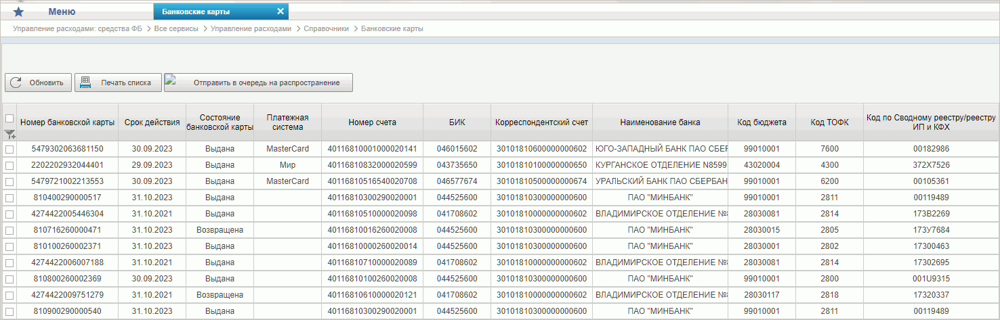 Меню
Банковские карты
Управление расходами: средства ФБ > Все сервисы > Управление расходами > Справочники > Банковские карты
Обновить Печать списка Отправить в очередь на распространение
Номер банковской карты Срок действия Состояние банковской карты Платежная система Номер счета БИК Корреспондентский счет Наименование банка Код бюджета Код ТОФК Код по Сводному реестру/реестру ИП и КФХ
5479302063681150 30.09.2023 Выдана MasterCard 40116810001000020141 046015602 30101810600000000602 ЮГО-ЗАПАДНЫЙ БАНК ПАО СБЕР 99010001 7600 00182986
2202202932044401 29.09.2023 Выдана Мир 40116810832000020599 043735650 30101810100000000650 КУРГАНСКОЕ ОТДЕЛЕНИЕ N8599 43020004 4300 372X7526
5479721002213553 30.09.2023 Выдана MasterCard 40116810516540020708 046577674 30101810500000000674 УРАЛЬСКИЙ БАНК ПАО СБЕРБАН 99010001 6200 00105361
810400290000517 31.10.2023 Выдана 40116810300290020001 044525600 30101810300000000600 ПАО "МИНБАНК" 99010001 2811 00119489
4274422005446304 31.10.2021 Выдана 40116810510000020098 041708602 30101810000000000602 ВЛАДИМИРСКОЕ ОТДЕЛЕНИЕ №8 28030081 2814 173В2269
810716260000471 31.10.2023 Возвращена 40116810016260020008 044525600 30101810300000000600 ПАО "МИНБАНК" 28030015 2805 173У7684
810100260002371 31.10.2023 Выдана 40116810000260020014 044525600 30101810300000000600 ПАО "МИНБАНК" 28030001 2802 17300463
4274422006007188 31.10.2021 Выдана 40116810710000020089 041708602 30101810000000000602 ВЛАДИМИРСКОЕ ОТДЕЛЕНИЕ №8 28030081 2814 17302695
810800260002369 30.09.2023 Выдана 40116810100260020008 044525600 30101810300000000600 ПАО "МИНБАНК" 99010001 2800 001U9315
4274422009751279 31.10.2021 Возвращена 40116810610000020121 041708602 30101810000000000602 ВЛАДИМИРСКОЕ ОТДЕЛЕНИЕ №8 28030117 2818 17320337
810900290000540 31.10.2023 Выдана 40116810300290020001 044525600 30101810300000000600 ПАО "МИНБАНК" 99010001 2811 00119489